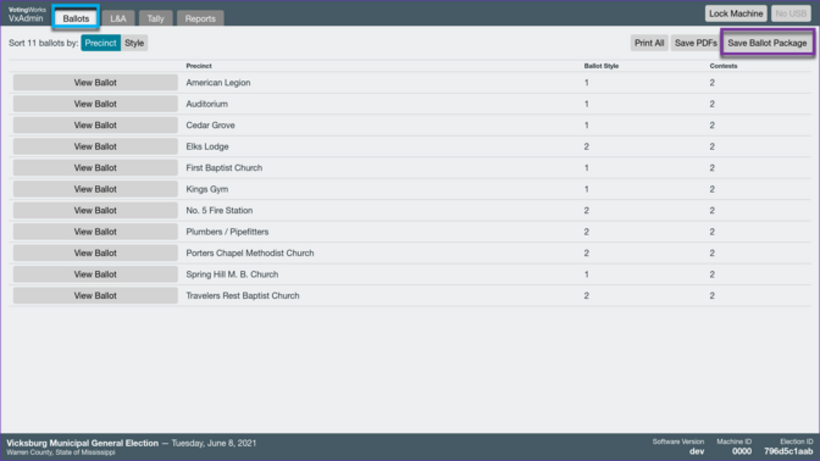 VotingWorks
VxAdmin Ballots L&A Tally Reports Lock Machine No USB
Sort 11 ballots by: Precinct Style Print All Save PDFs Save Ballot Package
Precinct Ballot Style Contests
View Ballot American Legion 1 2
View Ballot Auditorium 1 2
View Ballot Cedar Grove 1 2
View Ballot Elks Lodge 2 2
View Ballot First Baptist Church 1 2
View Ballot Kings Gym 1 2
View Ballot No. 5 Fire Station 2 2
View Ballot Plumbers / Pipefitters 2 2
View Ballot Porters Chapel Methodist Church 2 2
View Ballot Spring Hill M. B. Church 1 2
View Ballot Travelers Rest Baptist Church 2 2
Vicksburg Municipal General Election — Tuesday, June 8, 2021 Software Version Machine ID Election ID
Warren County, State of Mississippi dev 0000 796d5c1aab